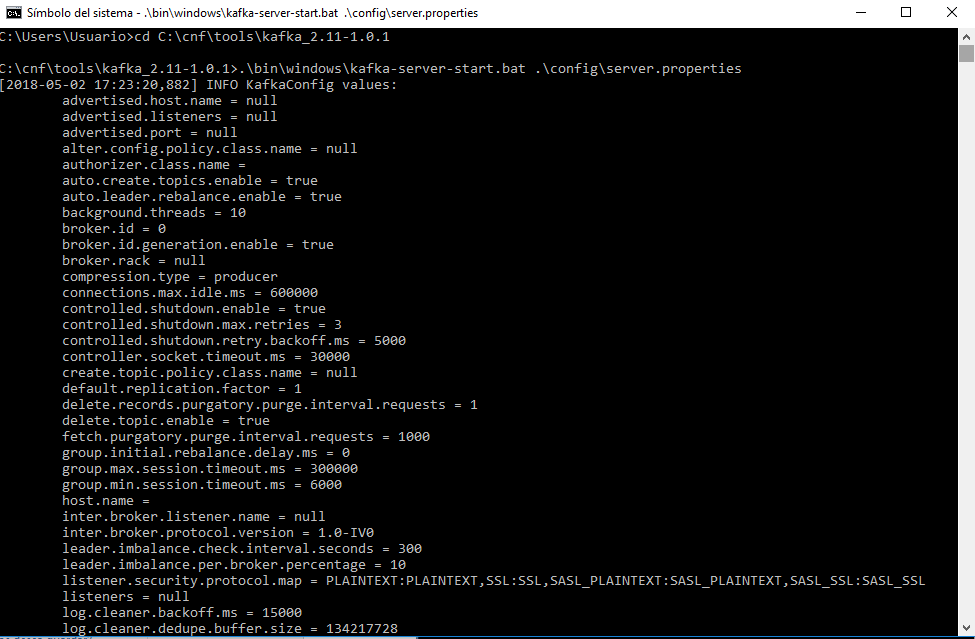 Símbolo del sistema - .\bin\windows\kafka-server-start.bat .\config\server.properties
C:\Users\Usuario>cd C:\cnf\tools\kafka_2.11-1.0.1
C:\cnf\tools\kafka_2.11-1.0.1>.\bin\windows\kafka-server-start.bat .\config\server.properties
[2018-05-02 17:23:20,882] INFO KafkaConfig values:
advertised.host.name = null
advertised.listeners = null
advertised.port = null
alter.config.policy.class.name = null
authorizer.class.name =
auto.create.topics.enable = true
auto.leader.rebalance.enable = true
background.threads = 10
broker.id = 0
broker.id.generation.enable = true
broker.rack = null
compression.type = producer
connections.max.idle.ms = 600000
controlled.shutdown.enable = true
controlled.shutdown.max.retries = 3
controlled.shutdown.retry.backoff.ms = 5000
controller.socket.timeout.ms = 30000
create.topic.policy.class.name = null
default.replication.factor = 1
delete.records.purgatory.purge.interval.requests = 1
delete.topic.enable = true
fetch.purgatory.purge.interval.requests = 1000
group.initial.rebalance.delay.ms = 0
group.max.session.timeout.ms = 300000
group.min.session.timeout.ms = 6000
host.name =
inter.broker.listener.name = null
inter.broker.protocol.version = 1.0-IV0
leader.imbalance.check.interval.seconds = 300
leader.imbalance.per.broker.percentage = 10
listener.security.protocol.map = PLAINTEXT:PLAINTEXT,SSL:SSL,SASL_PLAINTEXT:SASL_PLAINTEXT,SASL_SSL:SASL_SSL
listeners = null
log.cleaner.backoff.ms = 15000
log.cleaner.dedupe.buffer.size = 134217728